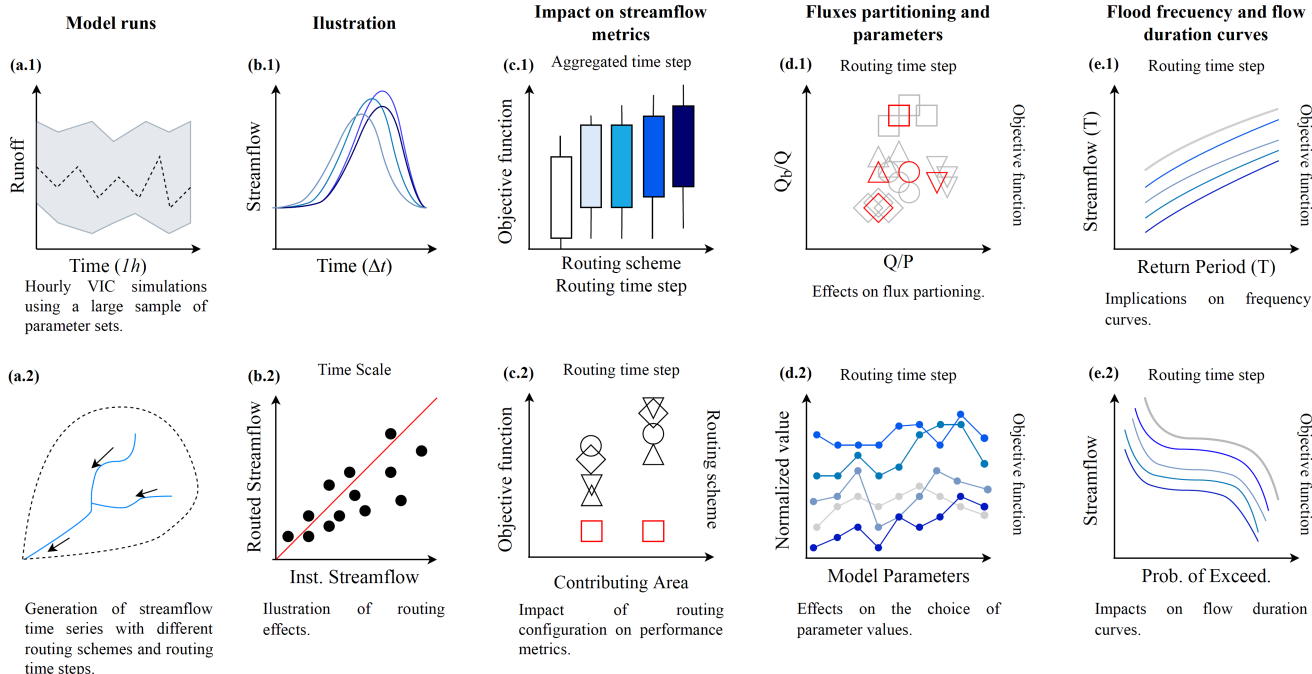 Model runs
Ilustration
Impact on streamflow
metrics
Fluxes partitioning and
parameters
Flood frecuency and flow
duration curves
(a.1)
Runoff
Time (1h)
Hourly VIC simulations
using a large sample of
parameter sets.
(b.1)
Streamflow
Time (Δt)
(c.1)
Aggregated time step
Objective function
Routing scheme
Routing time step
(d.1)
Routing time step
Qb/Q
Q/P
Objective function
Effects on flux partioning.
(e.1)
Routing time step
Streamflow (T)
Return Period (T)
Objective function
Implications on frequency
curves.
(a.2)
Generation of streamflow
time series with different
routing schemes and routing
time steps.
(b.2)
Time Scale
Routed Streamflow
Inst. Streamflow
Ilustration of routing
effects.
(c.2)
Routing time step
Objective function
Routing scheme
Contributing Area
Impact of routing
configuration on performance
metrics.
(d.2)
Routing time step
Normalized value
Objective function
Model Parameters
Effects on the choice of
parameter values.
(e.2)
Routing time step
Streamflow
Objective function
Prob. of Exceed.
Impacts on flow duration
curves.